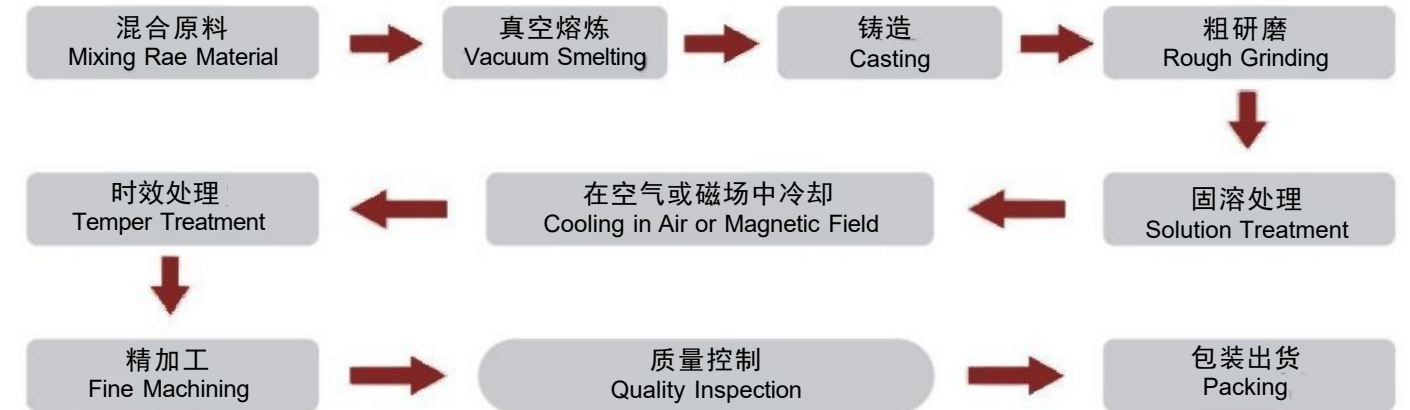 混合原料
Mixing Rae Material
真空熔炼
Vacuum Smelting
铸造
Casting
粗研磨
Rough Grinding
时效处理
Temper Treatment
在空气或磁场中冷却
Cooling in Air or Magnetic Field
固溶处理
Solution Treatment
精加工
Fine Machining
质量控制
Quality Inspection
包装出货
Packing